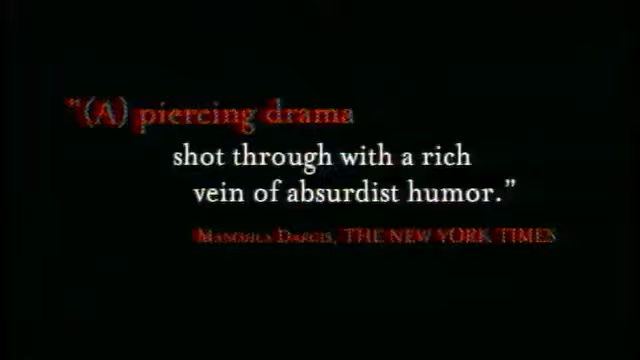 "(A) piercing drama
shot through with a rich
vein of absurdist humor."
MANOHLA DARGIS, THE NEW YORK TIMES